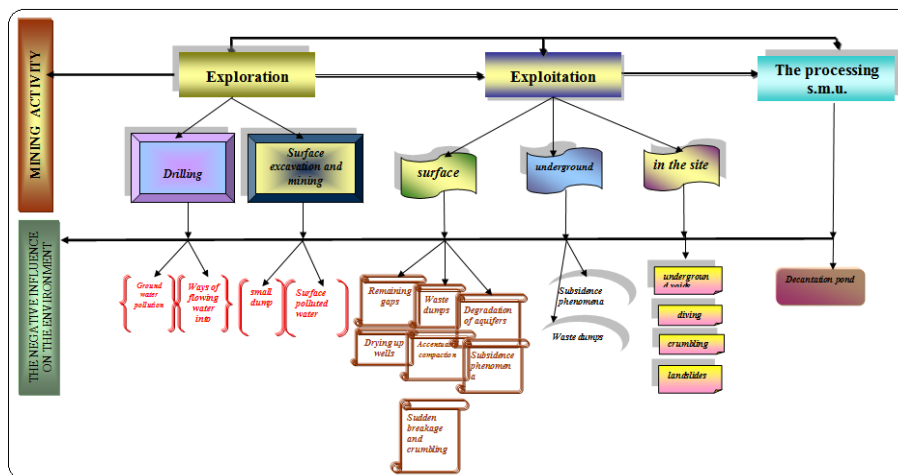 MINING ACTIVITY
Exploration
Exploitation
The processing
s.m.u.
Drilling
Surface
excavation and
mining
surface
underground
in the site
THE NEGATIVE INFLUENCE
ON THE ENVIRONMENT
Ground
water
pollution
Ways of
flowing
water
into
small
dump
Surface
polluted
water
Remaining
gaps
Waste
dumps
Degradation
of aquifers
Drying up
wells
compaction
Subsidence
phenomen
a
Sudden
breakage
and
crumbling
Subsidence
phenomena
Waste dumps
undergroun
diving
crumbling
landslides
Decantation pond